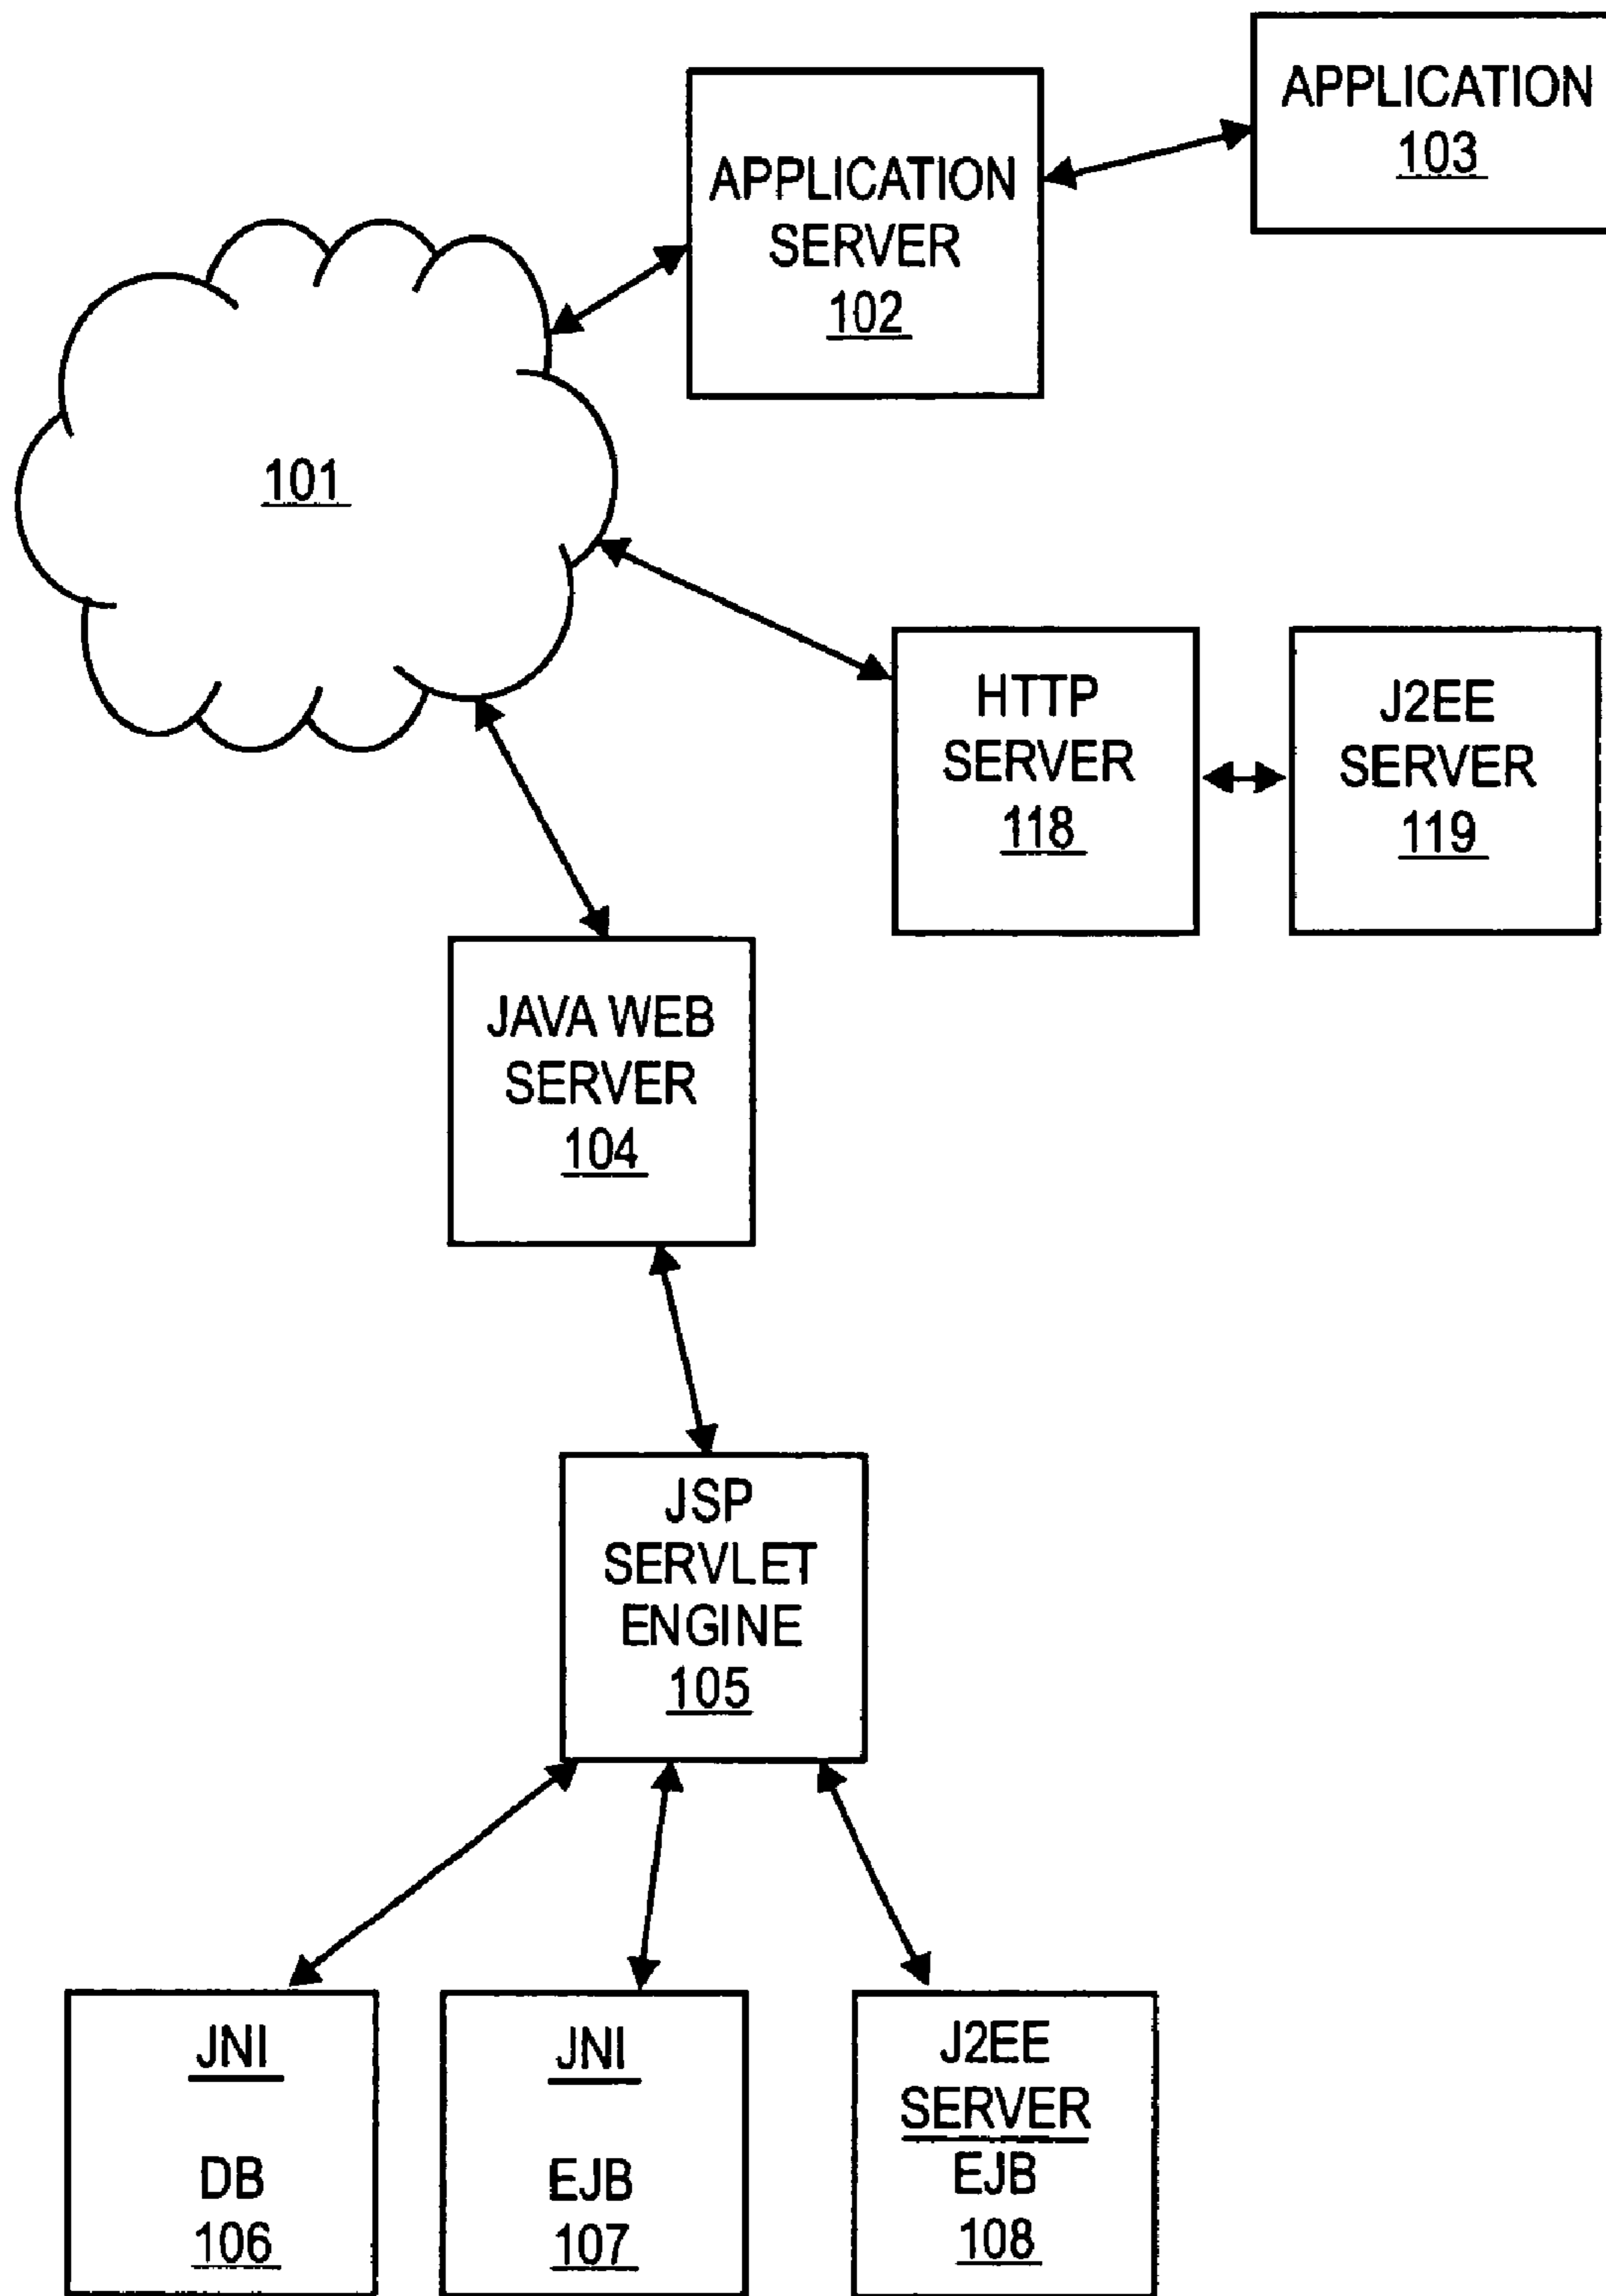 APPLICATION
103
APPLICATION
SERVER
102
101
HTTP
SERVER
118
J2EE
SERVER
119
JAVA WEB
SERVER
104
JSP
SERVLET
ENGINE
105
JNI
DB
106
JNI
EJB
107
J2EE
SERVER
EJB
108